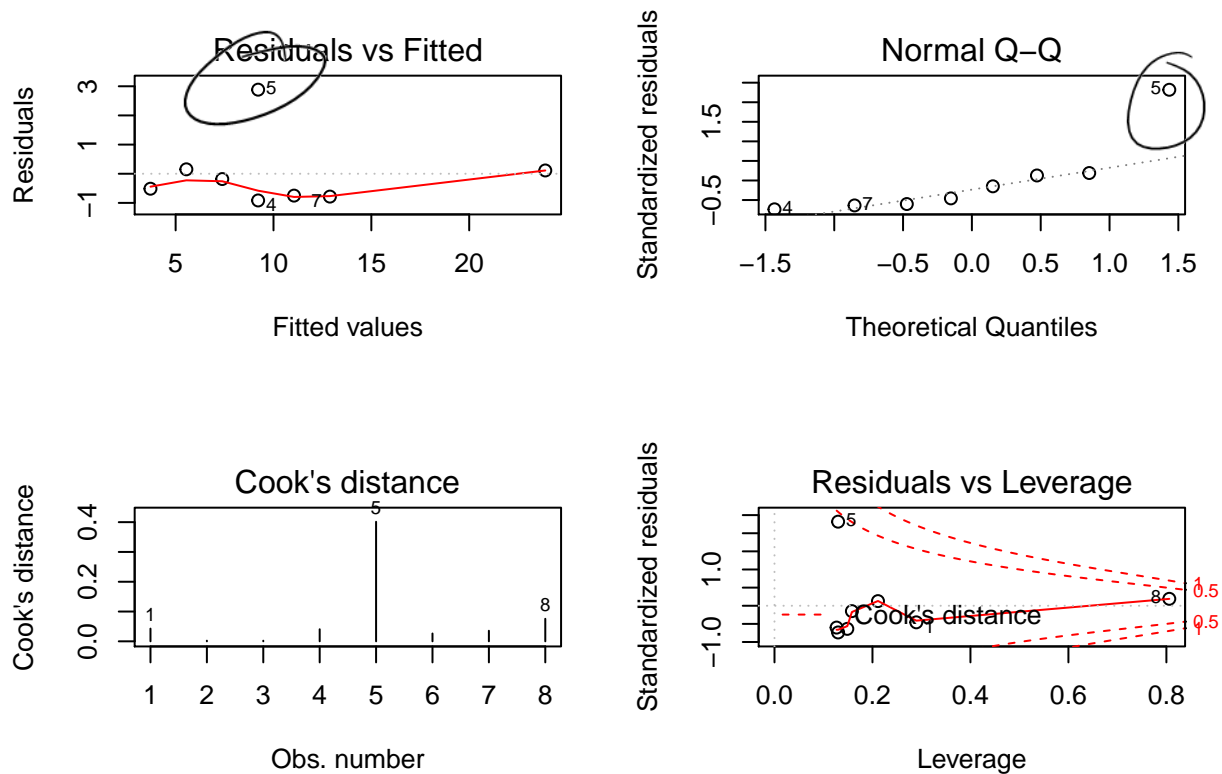 Residuals vs Fitted
Residuals
3
1
−1
5
4
7
5 10 15 20
Fitted values
Normal Q−Q
Standardized residuals
1.5
−0.5
5
4
7
−1.5 −0.5 0.0 0.5 1.0 1.5
Theoretical Quantiles
Cook's distance
Cook's distance
0.4
0.2
0.0
1
5
8
1 2 3 4 5 6 7 8
Obs. number
Residuals vs Leverage
Standardized residuals
1.0
−1.0
5
8
Cook's distance
1
0.5
0.5
1
0.0 0.2 0.4 0.6 0.8
Leverage